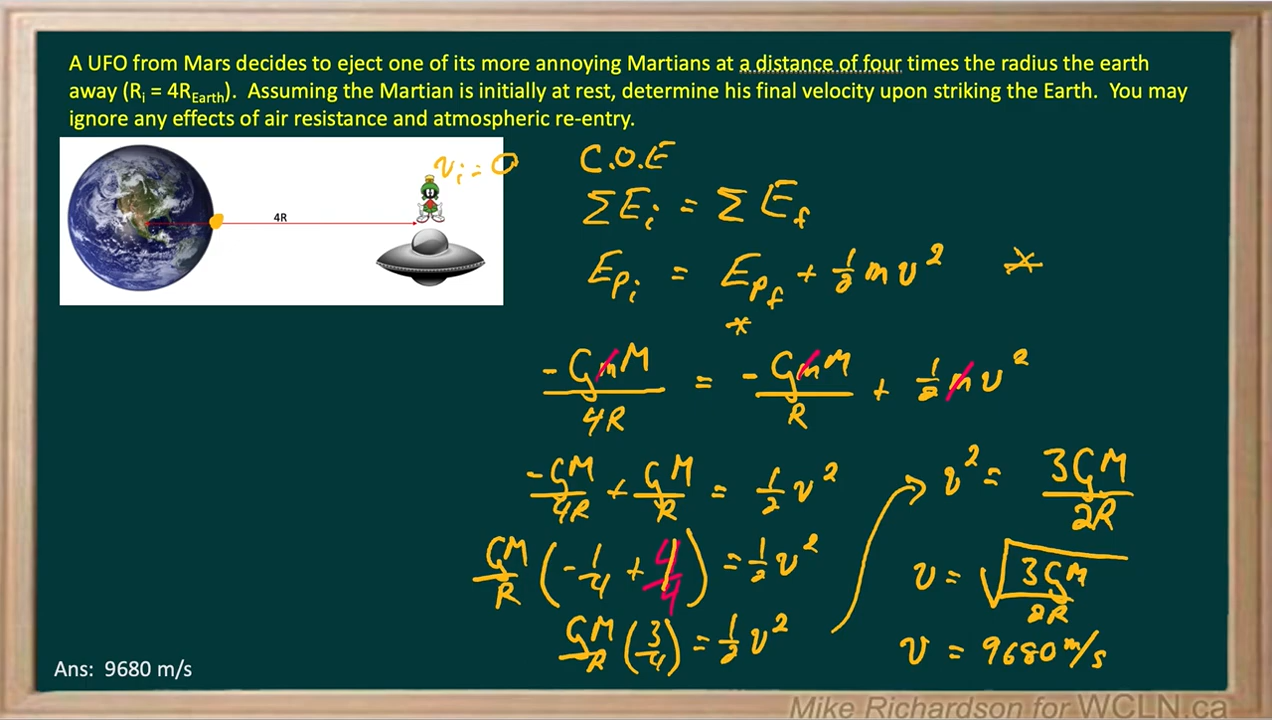 A UFO from Mars decides to eject one of its more annoying Martians at a distance of four times the radius the earth
away (Rᵢ = 4R_Earth). Assuming the Martian is initially at rest, determine his final velocity upon striking the Earth. You may
ignore any effects of air resistance and atmospheric re-entry.
vᵢ = 0
4R
C.O.E
ΣEᵢ = ΣE_f
E_pᵢ = E_p_f + ½mv² *
*
-GmM/4R = -GmM/R + ½mv²
-GM/4R + GM/R = ½v²
GM/R (-1/4 + 4/4) = ½v²
GM/R (3/4) = ½v²
v² = 3GM/2R
v = √(3GM/2R)
v = 9680 m/s
Ans: 9680 m/s
Mike Richardson for WCLN.ca